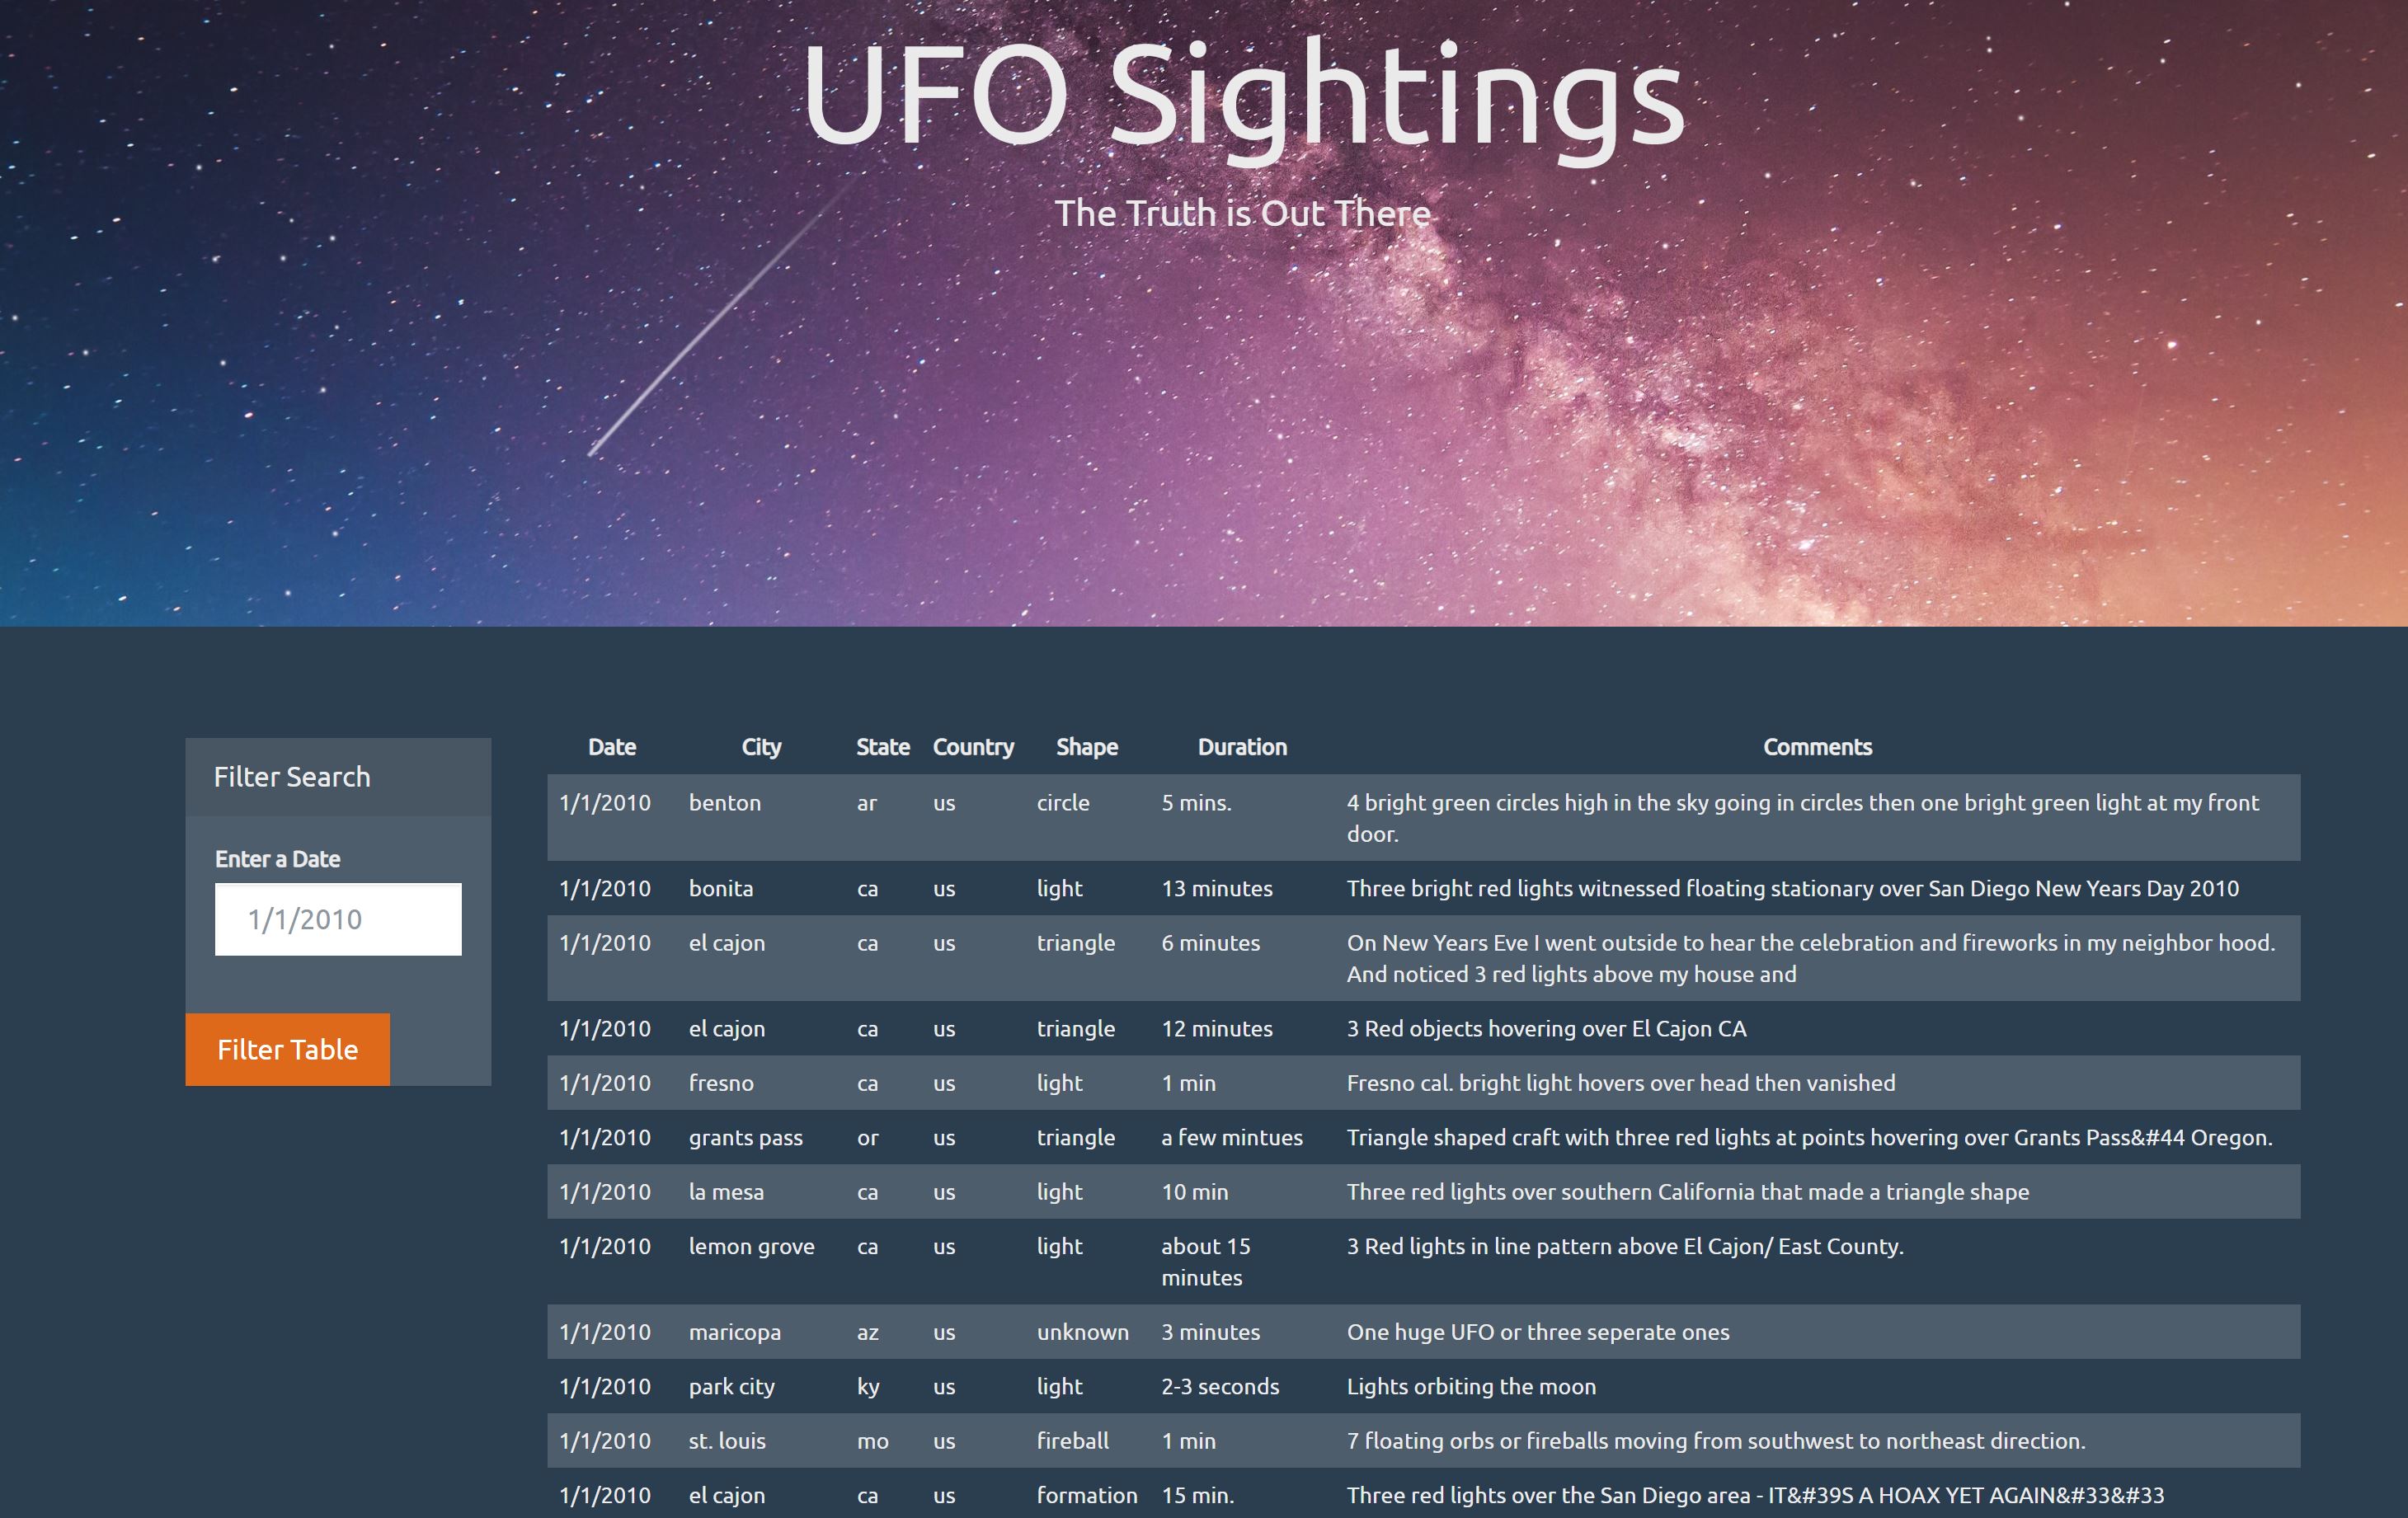 UFO Sightings
The Truth is Out There
Filter Search
Enter a Date
1/1/2010
Filter Table
Date City State Country Shape Duration Comments
1/1/2010 benton ar us circle 5 mins. 4 bright green circles high in the sky going in circles then one bright green light at my front
door.
1/1/2010 bonita ca us light 13 minutes Three bright red lights witnessed floating stationary over San Diego New Years Day 2010
1/1/2010 el cajon ca us triangle 6 minutes On New Years Eve I went outside to hear the celebration and fireworks in my neighbor hood.
And noticed 3 red lights above my house and
1/1/2010 el cajon ca us triangle 12 minutes 3 Red objects hovering over El Cajon CA
1/1/2010 fresno ca us light 1 min Fresno cal. bright light hovers over head then vanished
1/1/2010 grants pass or us triangle a few mintues Triangle shaped craft with three red lights at points hovering over Grants Pass&#44 Oregon.
1/1/2010 la mesa ca us light 10 min Three red lights over southern California that made a triangle shape
1/1/2010 lemon grove ca us light about 15 3 Red lights in line pattern above El Cajon/ East County.
minutes
1/1/2010 maricopa az us unknown 3 minutes One huge UFO or three seperate ones
1/1/2010 park city ky us light 2-3 seconds Lights orbiting the moon
1/1/2010 st. louis mo us fireball 1 min 7 floating orbs or fireballs moving from southwest to northeast direction.
1/1/2010 el cajon ca us formation 15 min. Three red lights over the San Diego area - IT&#39S A HOAX YET AGAIN&#33&#33